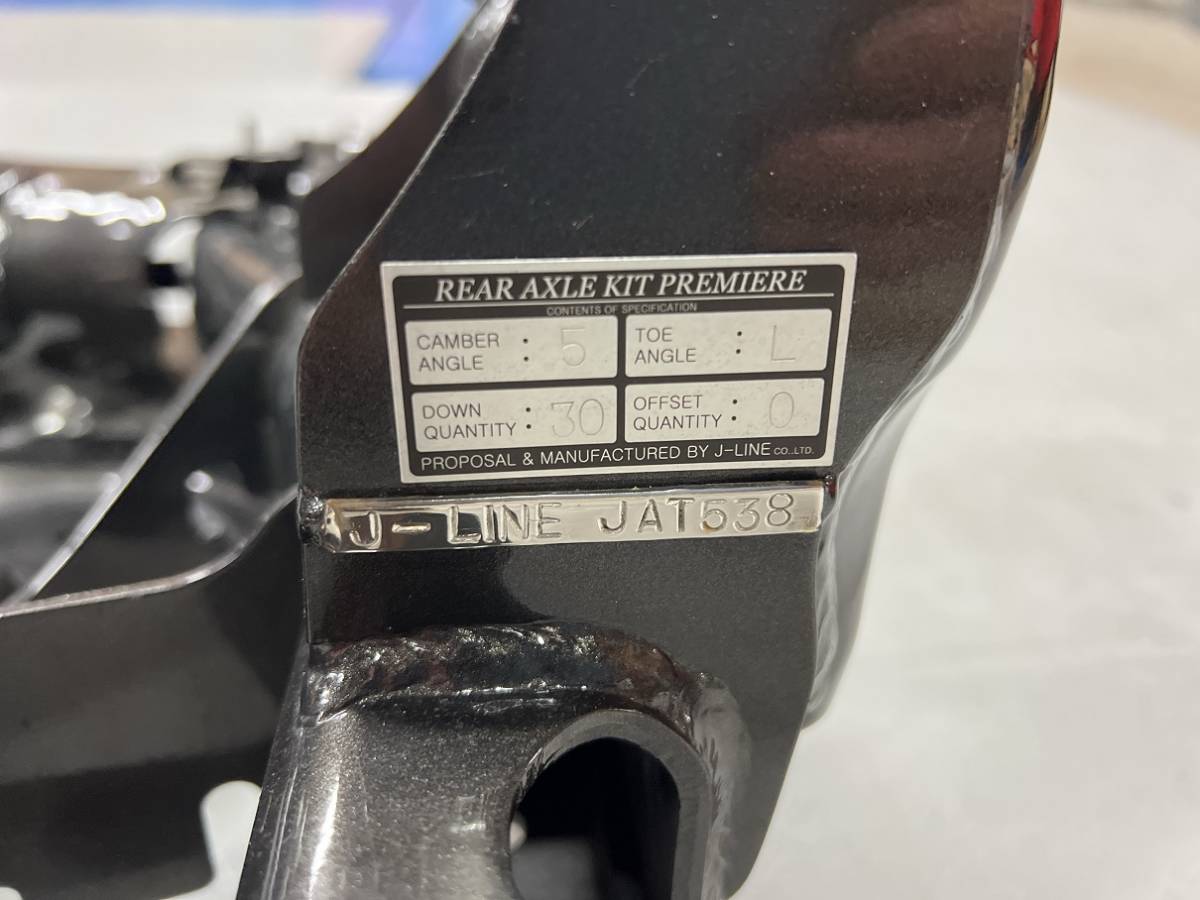 REAR AXLE KIT PREMIERE
CONTENTS OF SPECIFICATION
CAMBER ANGLE : 5
TOE ANGLE : L
DOWN QUANTITY : 30
OFFSET QUANTITY : 0
PROPOSAL & MANUFACTURED BY J-LINE CO.,LTD.
J-LINE JAT538